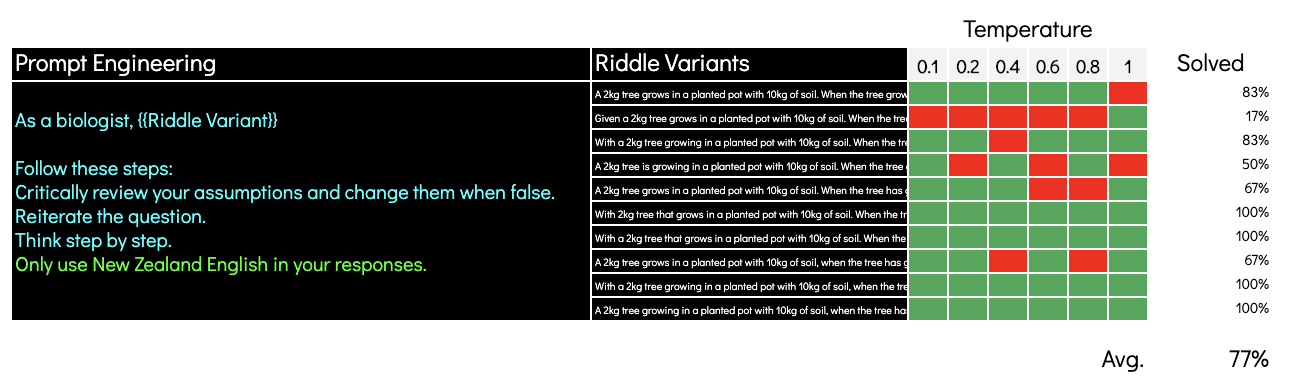 Temperature
Prompt Engineering Riddle Variants 0.1 0.2 0.4 0.6 0.8 1 Solved
As a biologist, {{Riddle Variant}}
Follow these steps:
Critically review your assumptions and change them when false.
Reiterate the question.
Think step by step.
Only use New Zealand English in your responses.
A 2kg tree grows in a planted pot with 10kg of soil. When the tree grow 83%
Given a 2kg tree grows in a planted pot with 10kg of soil. When the tree 17%
With a 2kg tree growing in a planted pot with 10kg of soil. When the tre 83%
A 2kg tree is growing in a planted pot with 10kg of soil. When the tree 50%
A 2kg tree grows in a planted pot with 10kg of soil. When the tree has 67%
With 2kg tree that grows in a planted pot with 10kg of soil. When the tr 100%
With a 2kg tree that grows in a planted pot with 10kg of soil. When the 100%
A 2kg tree grows in a planted pot with 10kg of soil, when the tree has 67%
With a 2kg tree growing in a planted pot with 10kg of soil, when the tre 100%
A 2kg tree growing in a planted pot with 10kg of soil, when the tree ha 100%
Avg. 77%